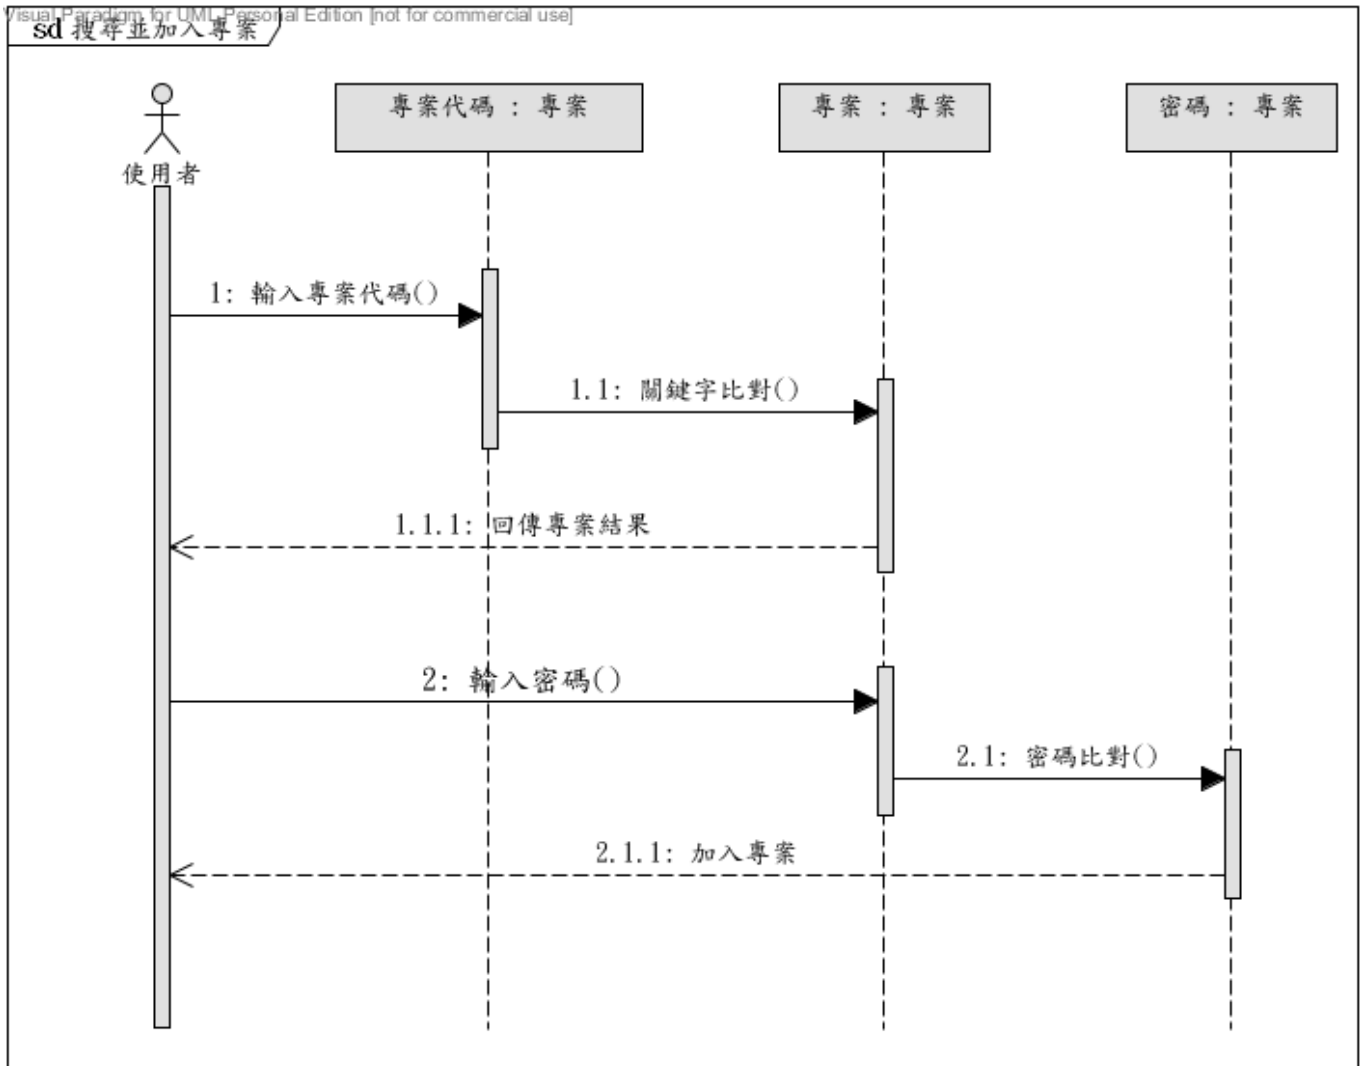 Visual Paradigm for UML Personal Edition [not for commercial use]
sd 搜尋並加入專案
專案代碼 : 專案
專案 : 專案
密碼 : 專案
使用者
1: 輸入專案代碼()
1.1: 關鍵字比對()
1.1.1: 回傳專案結果
2: 輸入密碼()
2.1: 密碼比對()
2.1.1: 加入專案